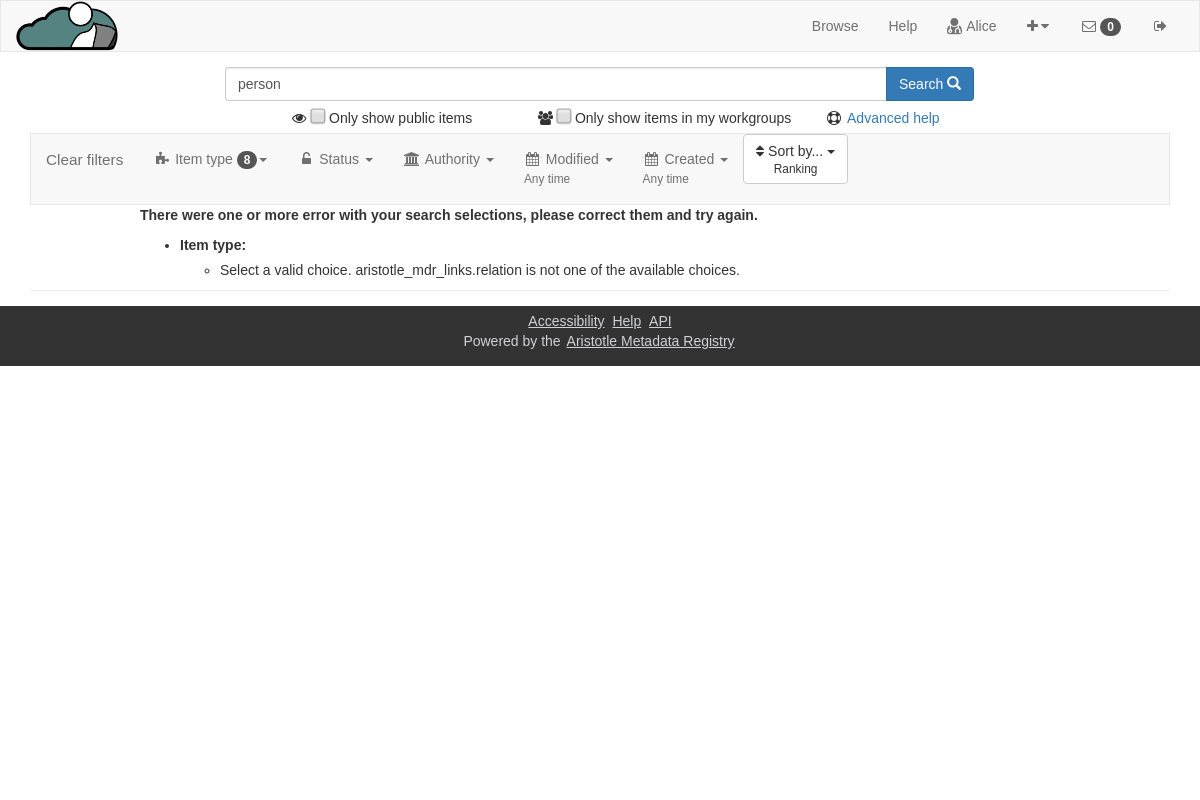 Browse Help Alice 0
person Search
Only show public items Only show items in my workgroups Advanced help
Clear filters Item type 8 Status Authority Modified Created Sort by...
Any time Any time Ranking
There were one or more error with your search selections, please correct them and try again.
Item type:
Select a valid choice. aristotle_mdr_links.relation is not one of the available choices.
Accessibility Help API
Powered by the Aristotle Metadata Registry